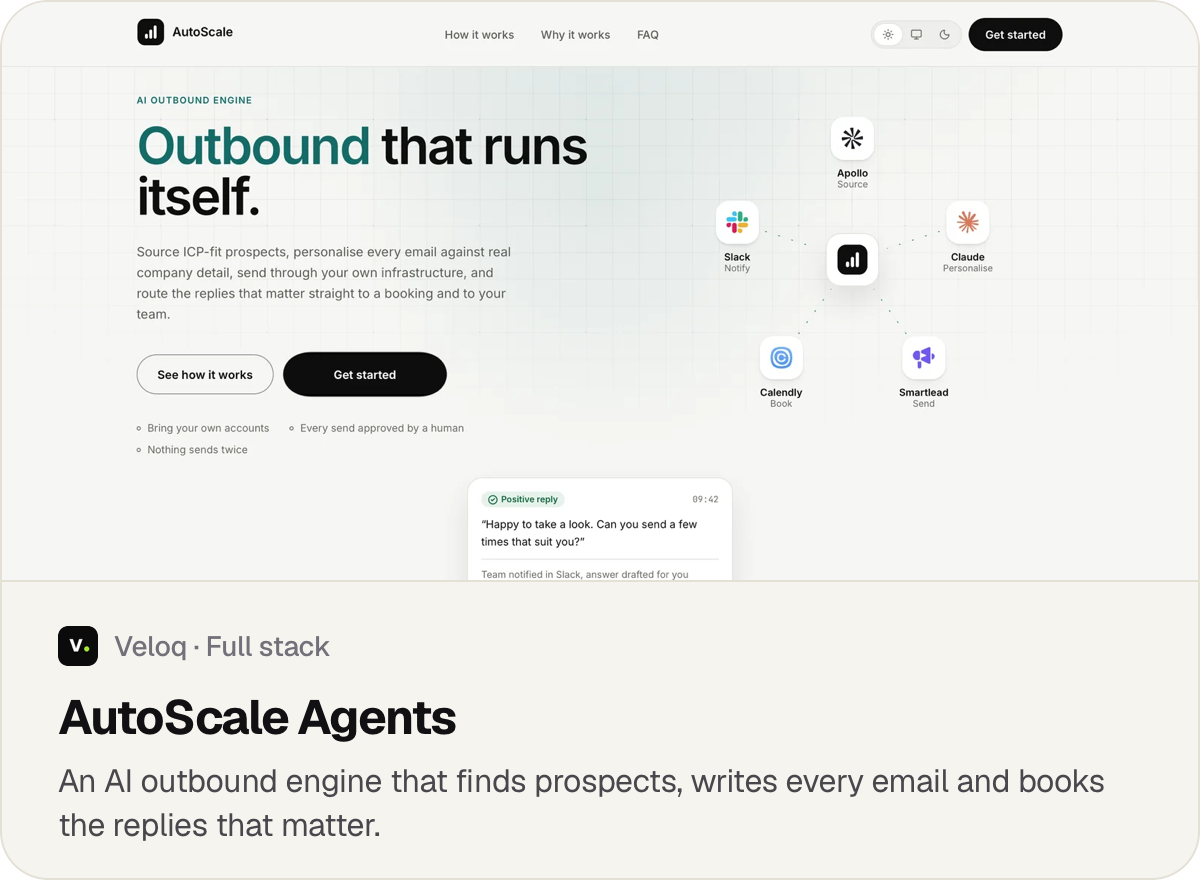 AutoScale
How it works
Why it works
FAQ
Get started
AI OUTBOUND ENGINE
Outbound that runs
itself.
Source ICP-fit prospects, personalise every email against real
company detail, send through your own infrastructure, and
route the replies that matter straight to a booking and to your
team.
See how it works
Get started
Bring your own accounts
Every send approved by a human
Nothing sends twice
Apollo
Source
Slack
Notify
Claude
Personalise
Calendly
Book
Smartlead
Send
Positive reply
09:42
“Happy to take a look. Can you send a few
times that suit you?”
Team notified in Slack, answer drafted for you
v.
Veloq · Full stack
AutoScale Agents
An AI outbound engine that finds prospects, writes every email and books
the replies that matter.